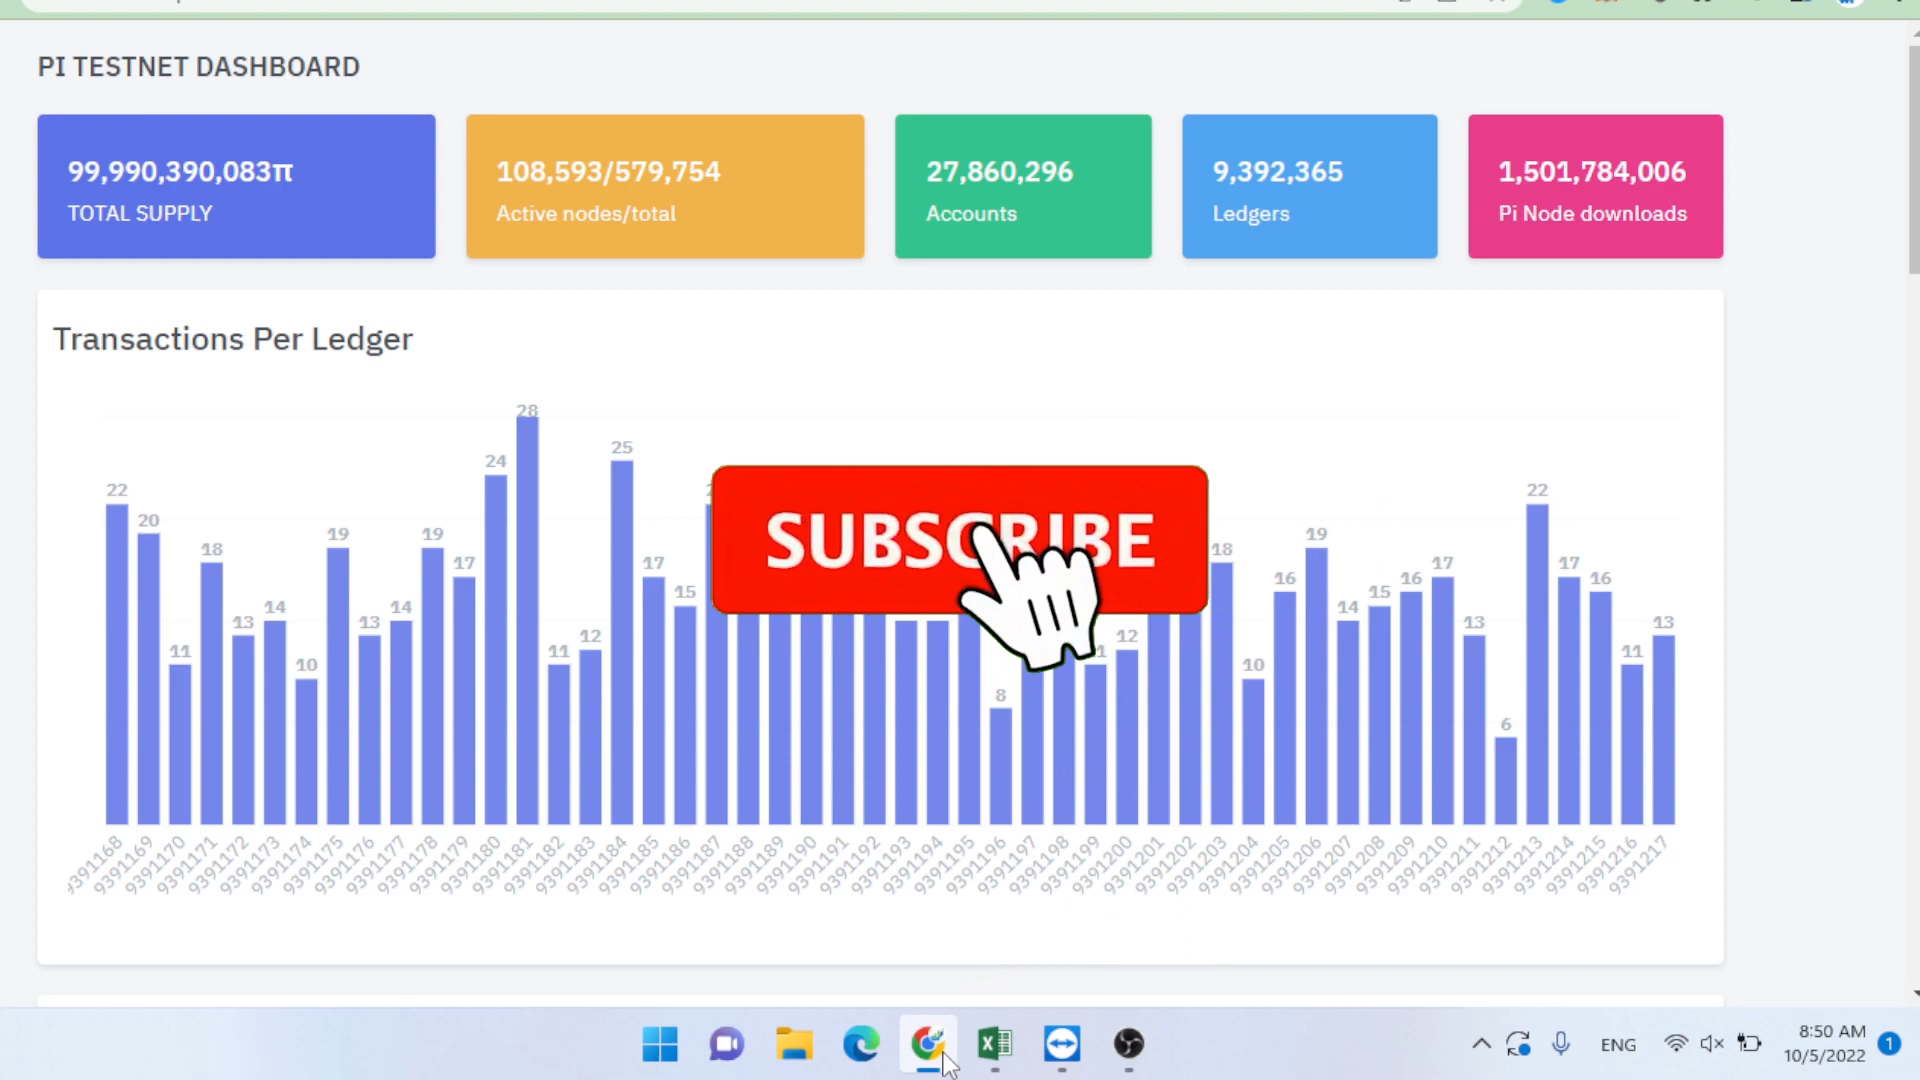 PI TESTNET DASHBOARD
99,990,390,083π
TOTAL SUPPLY
108,593/579,754
Active nodes/total
27,860,296
Accounts
9,392,365
Ledgers
1,501,784,006
Pi Node downloads
Transactions Per Ledger
22 20 11 18 13 14 10 19 13 14 19 17 24 28 11 12 25 17 15 8 12 18 10 16 19 14 15 16 17 13 6 22 17 16 11 13
SUBSCRIBE
9391168 9391169 9391170 9391171 9391172 9391173 9391174 9391175 9391176 9391177 9391178 9391179 9391180 9391181 9391182 9391183 9391184 9391185 9391186 9391187 9391188 9391189 9391190 9391191 9391192 9391193 9391194 9391195 9391196 9391197 9391198 9391199 9391200 9391201 9391202 9391203 9391204 9391205 9391206 9391207 9391208 9391209 9391210 9391211 9391212 9391213 9391214 9391215 9391216 9391217
ENG
8:50 AM
10/5/2022
1